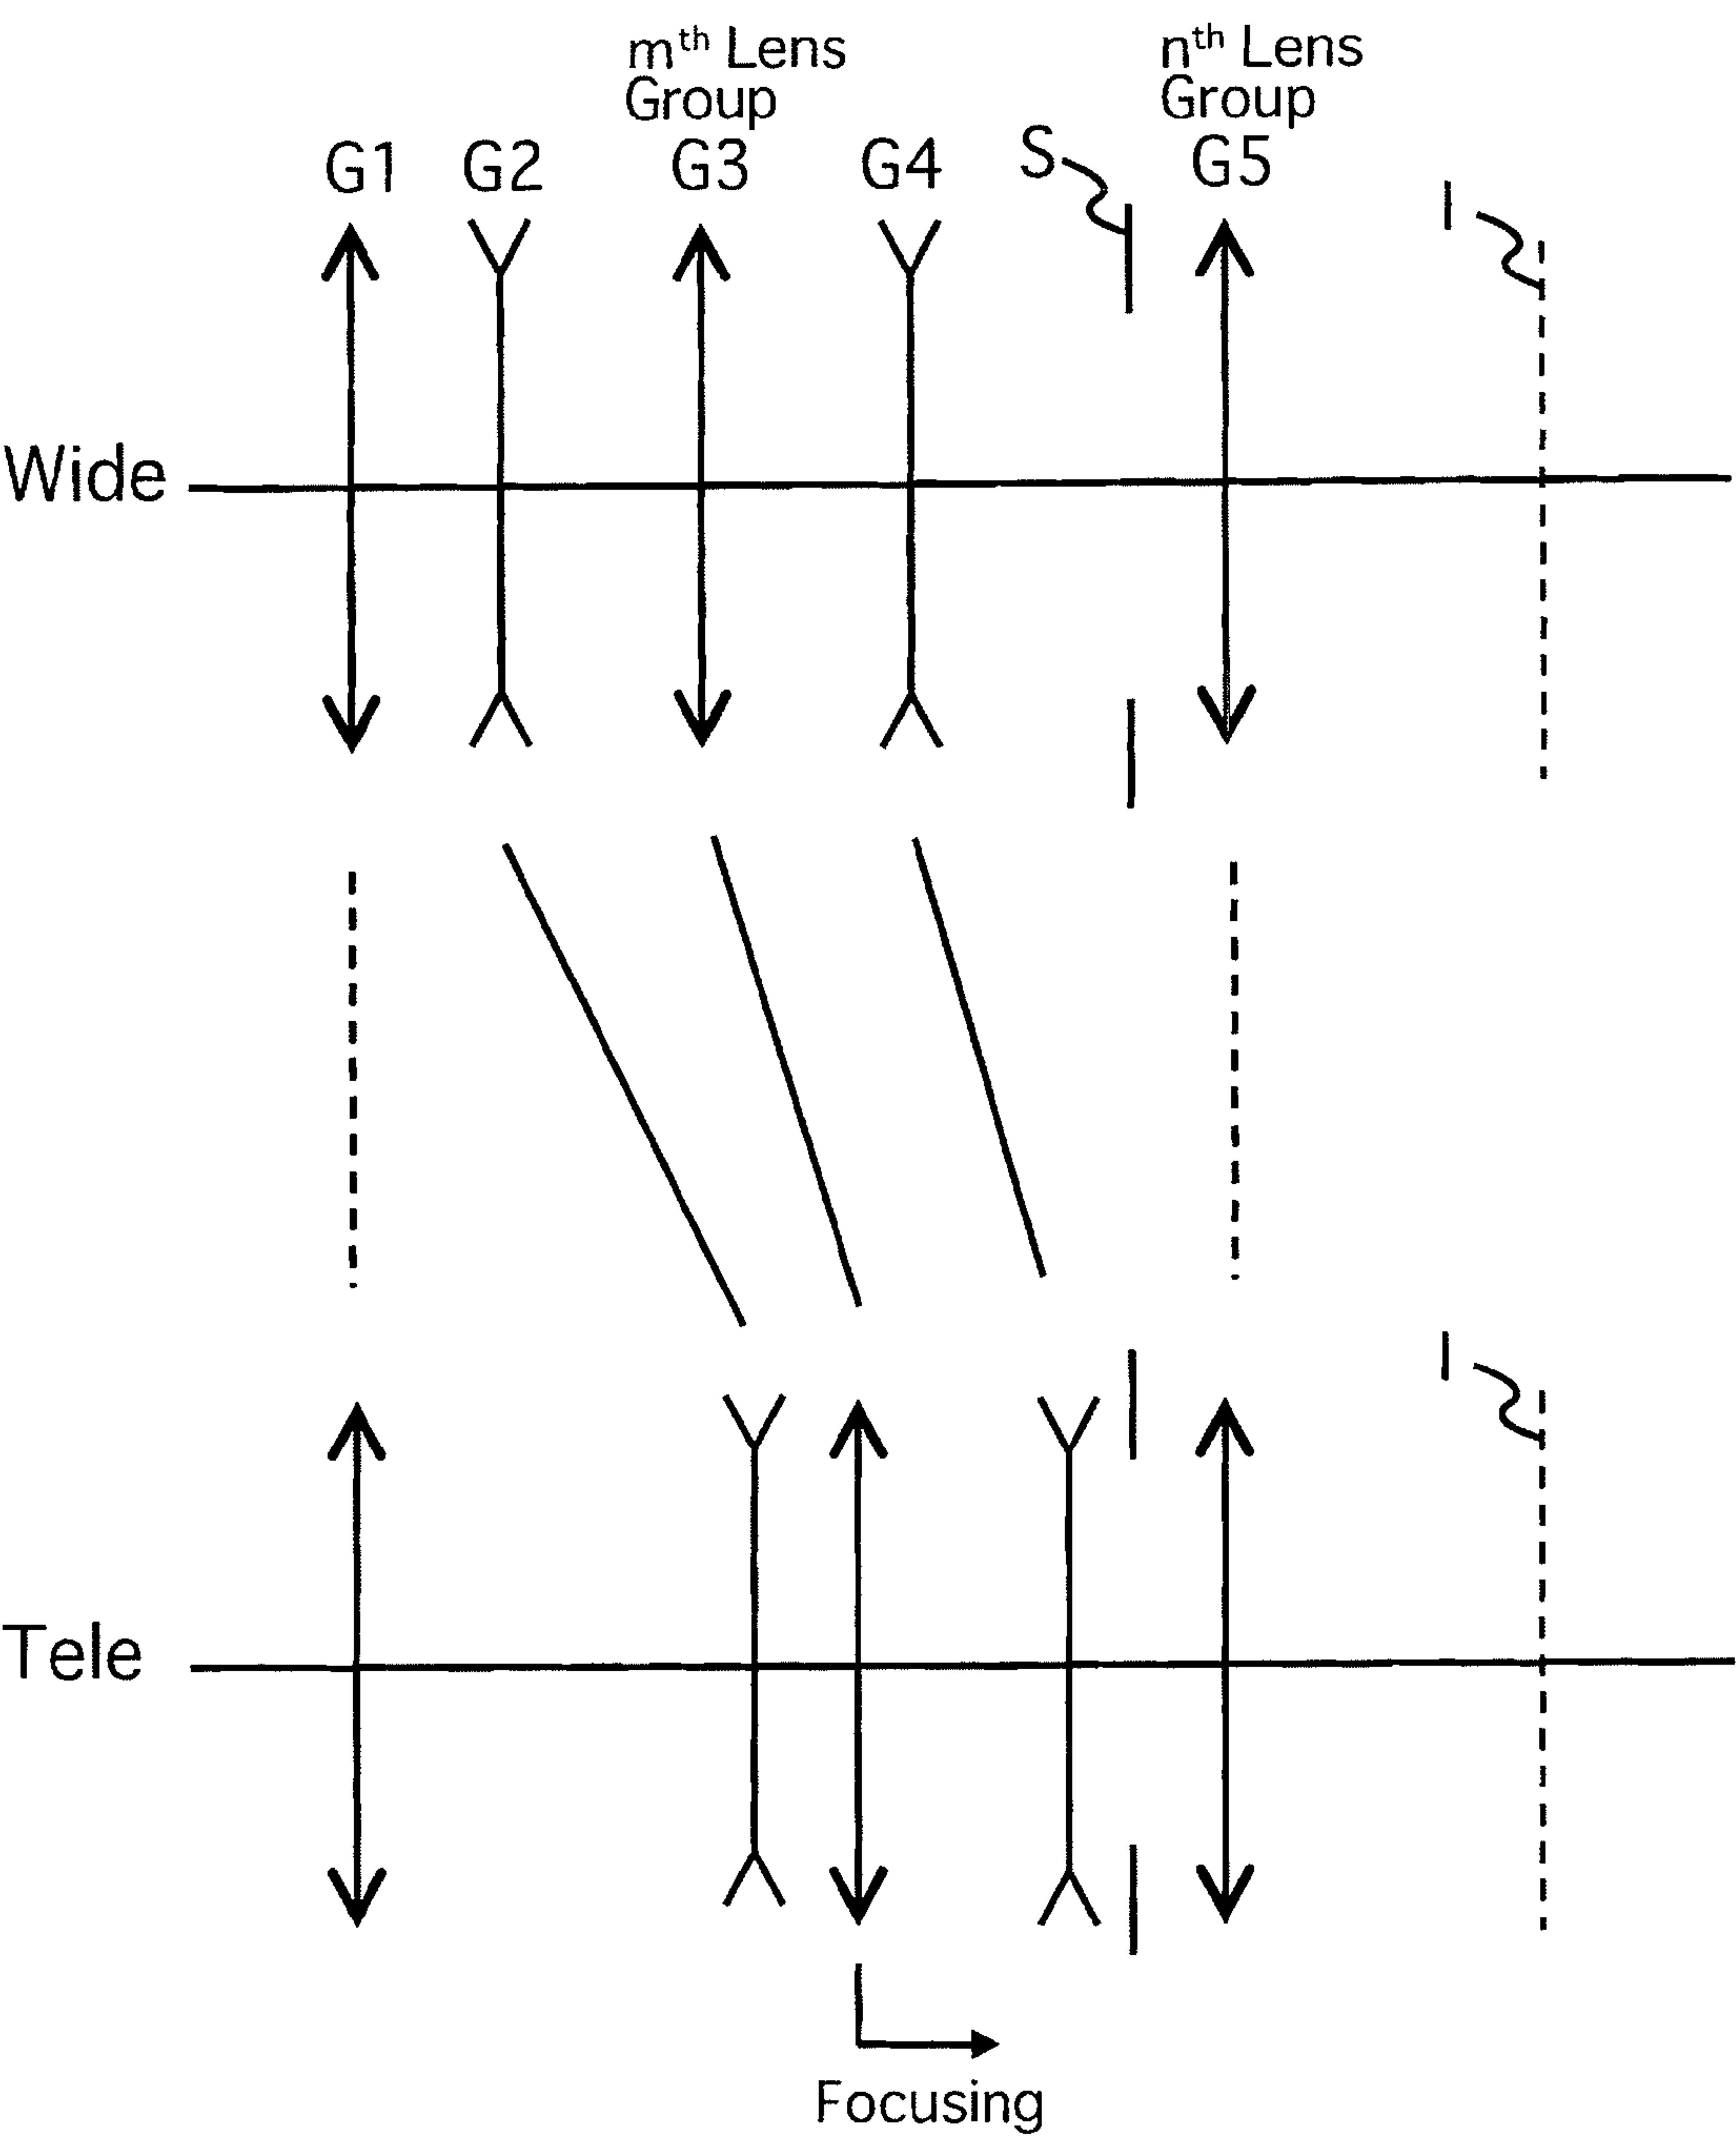 mth Lens Group
nth Lens Group
G1 G2 G3 G4 S G5 I
Wide
I
Tele
Focusing